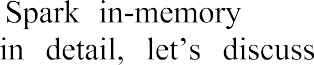 Spark in-memory
in detail, let's discuss